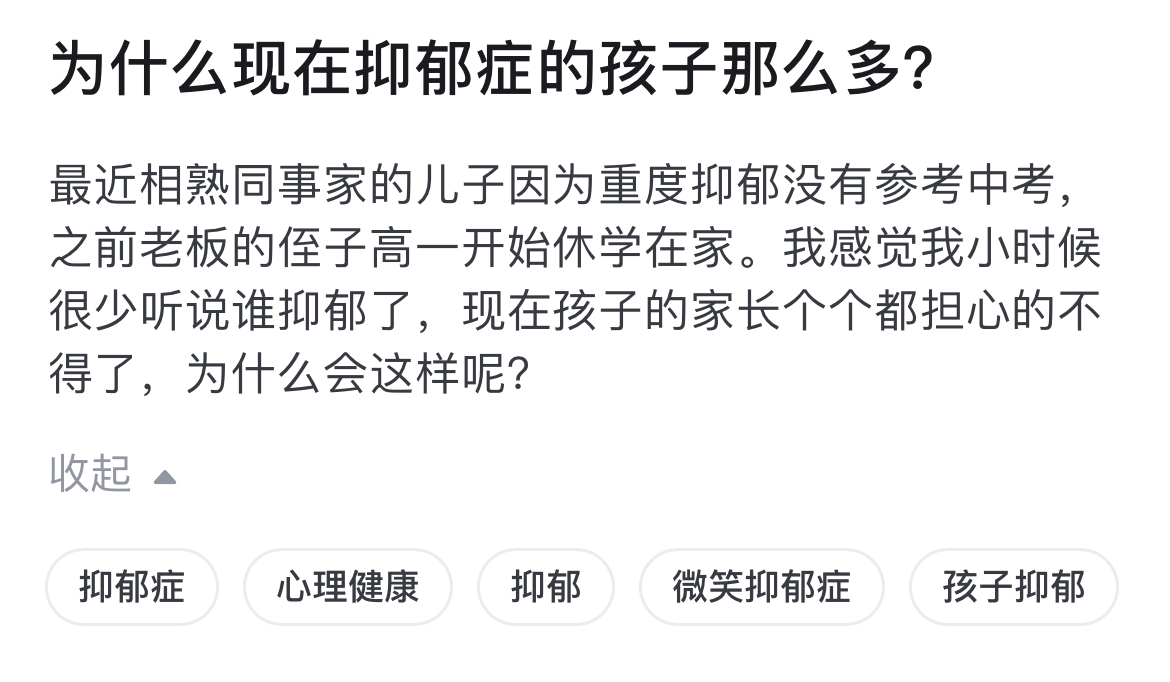 为什么现在抑郁症的孩子那么多？
最近相熟同事家的儿子因为重度抑郁没有参考中考，
之前老板的侄子高一开始休学在家。我感觉我小时候
很少听说谁抑郁了，现在孩子的家长个个都担心的不
得了，为什么会这样呢？
收起
抑郁症
心理健康
抑郁
微笑抑郁症
孩子抑郁